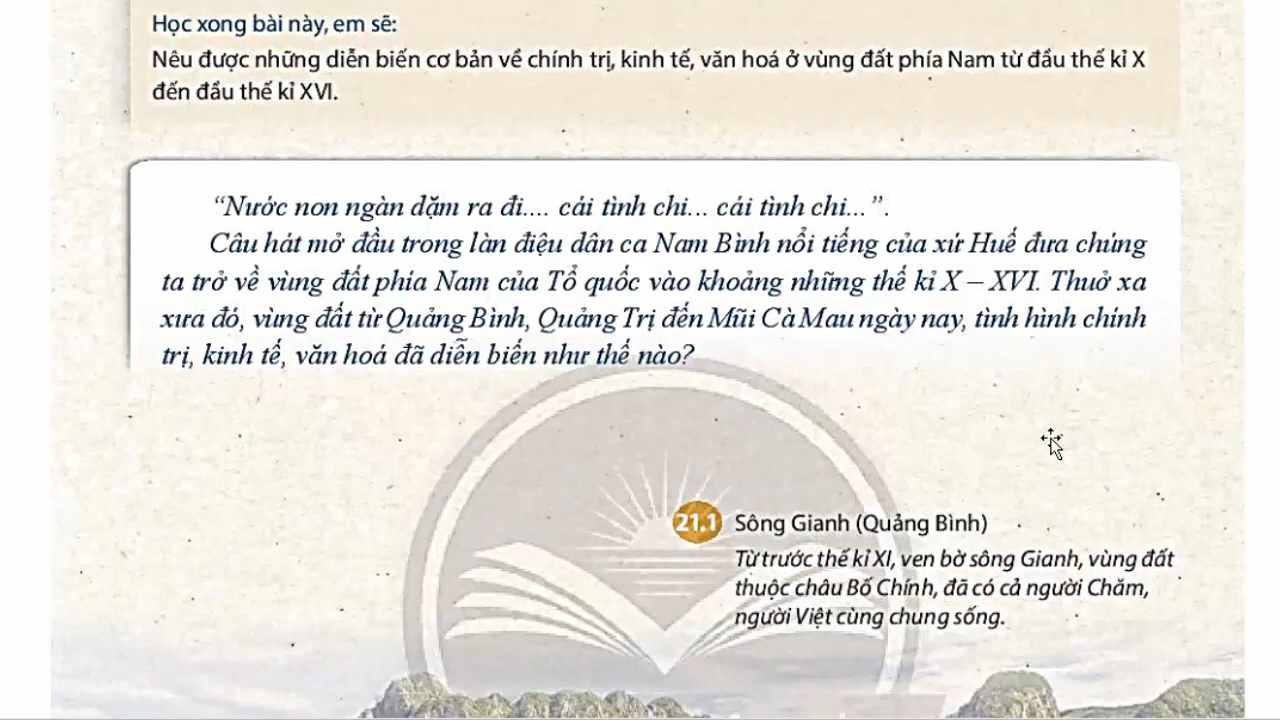 Học xong bài này, em sẽ:
Nêu được những diễn biến cơ bản về chính trị, kinh tế, văn hoá ở vùng đất phía Nam từ đầu thế kỉ X
đến đầu thế kỉ XVI.
“Nước non ngàn dặm ra đi.... cái tình chi... cái tình chi...”.
Câu hát mở đầu trong làn điệu dân ca Nam Bình nổi tiếng của xứ Huế đưa chúng
ta trở về vùng đất phía Nam của Tổ quốc vào khoảng những thế kỉ X – XVI. Thuở xa
xưa đó, vùng đất từ Quảng Bình, Quảng Trị đến Mũi Cà Mau ngày nay, tình hình chính
trị, kinh tế, văn hoá đã diễn biến như thế nào?
21.1 Sông Gianh (Quảng Bình)
Từ trước thế kỉ XI, ven bờ sông Gianh, vùng đất
thuộc châu Bố Chính, đã có cả người Chăm,
người Việt cùng chung sống.